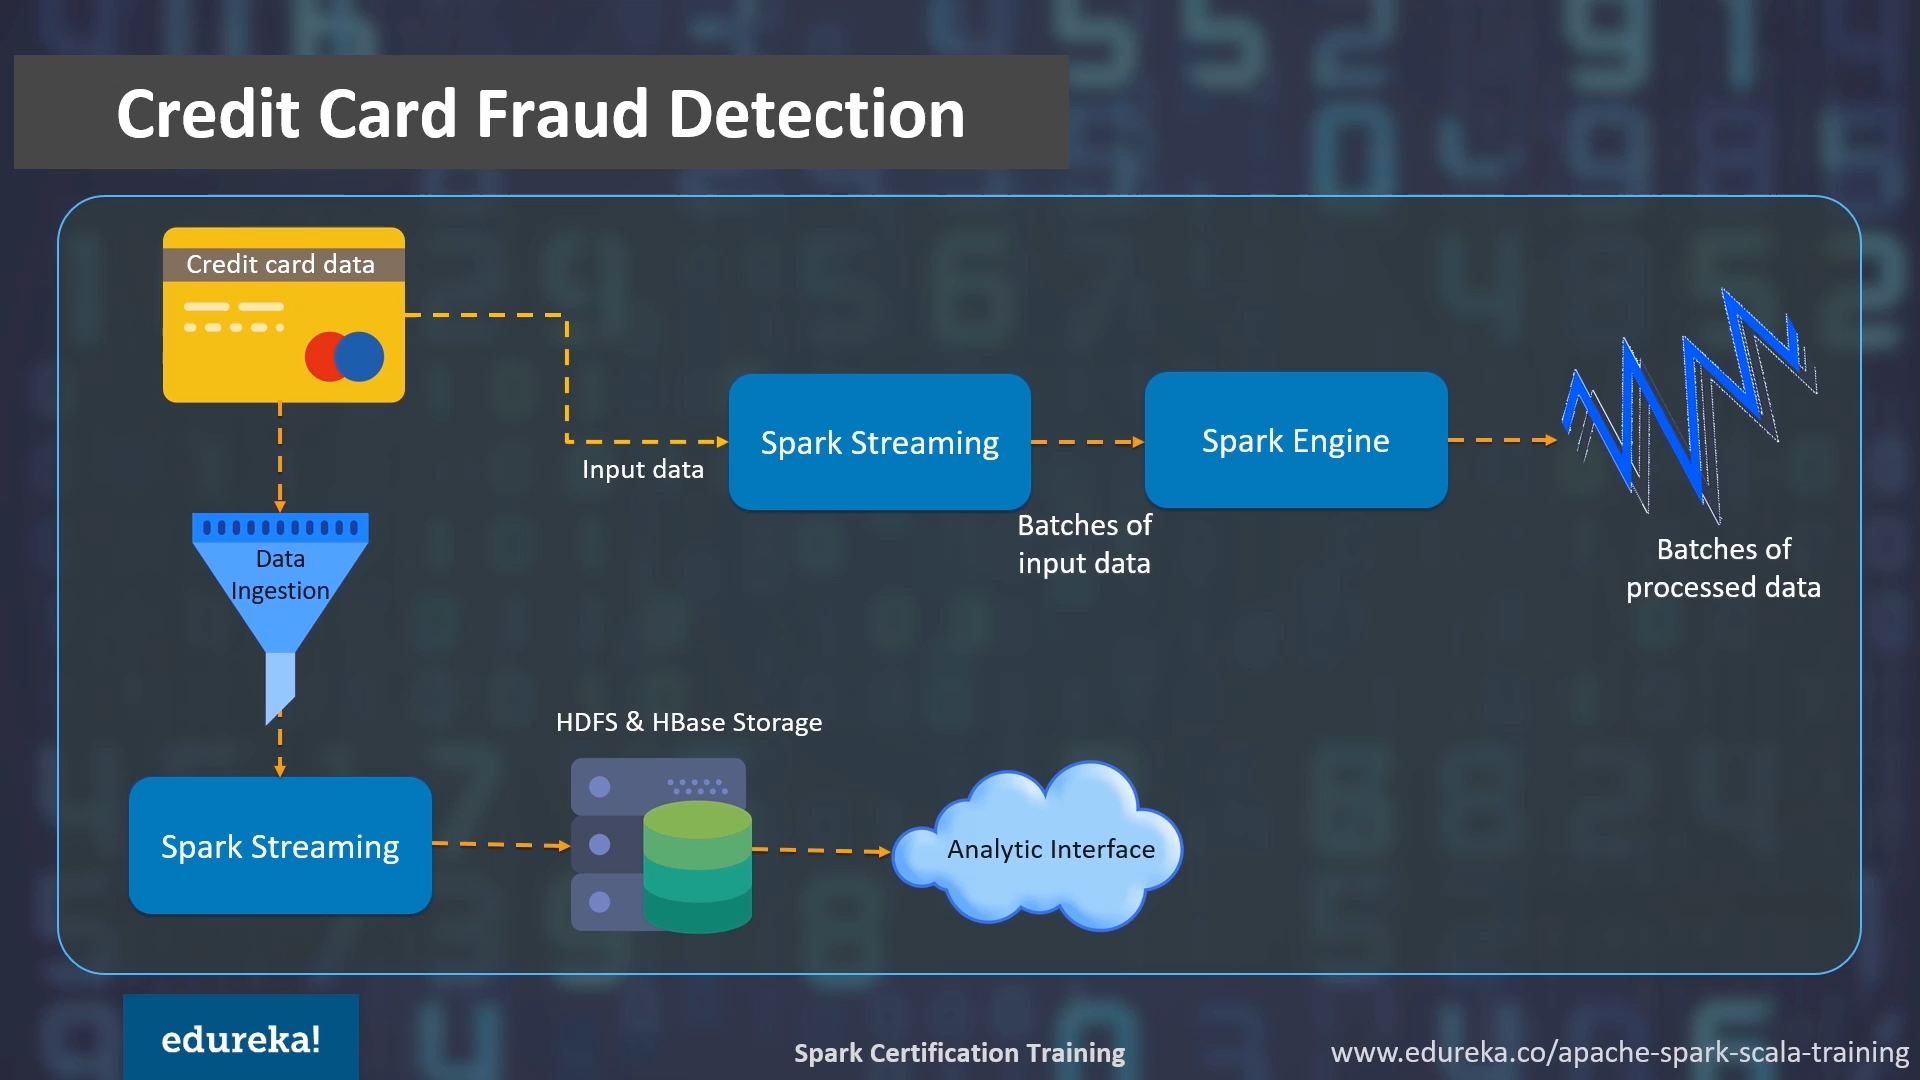 Credit Card Fraud Detection
Credit card data
Input data
Spark Streaming
Spark Engine
Batches of
input data
Batches of
processed data
Data
Ingestion
HDFS & HBase Storage
Spark Streaming
Analytic Interface
edureka!
Spark Certification Training
www.edureka.co/apache-spark-scala-training